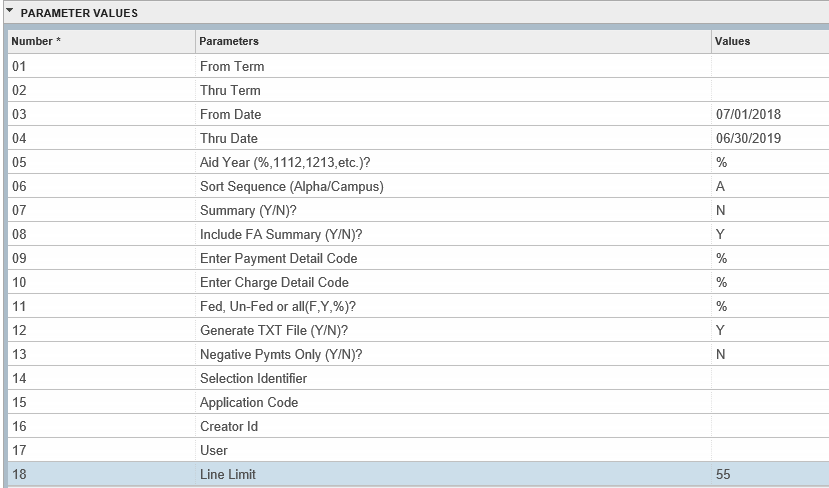 PARAMETER VALUES
Number * Parameters Values
01 From Term
02 Thru Term
03 From Date 07/01/2018
04 Thru Date 06/30/2019
05 Aid Year (%,1112,1213,etc.)? %
06 Sort Sequence (Alpha/Campus) A
07 Summary (Y/N)? N
08 Include FA Summary (Y/N)? Y
09 Enter Payment Detail Code %
10 Enter Charge Detail Code %
11 Fed, Un-Fed or all(F,Y,%)? %
12 Generate TXT File (Y/N)? Y
13 Negative Pymts Only (Y/N)? N
14 Selection Identifier
15 Application Code
16 Creator Id
17 User
18 Line Limit 55